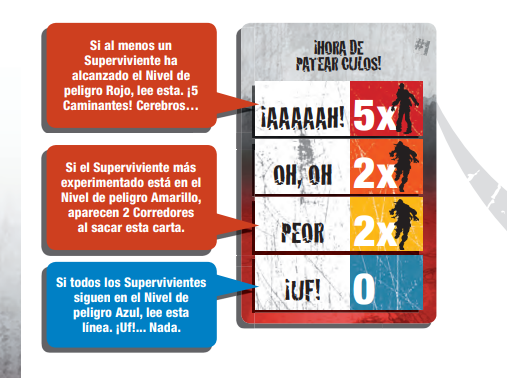 Si al menos un
Superviviente ha
alcanzado el Nivel de
peligro Rojo, lee esta. ¡5
Caminantes! Cerebros…
Si el Superviviente más
experimentado está en el
Nivel de peligro Amarillo,
aparecen 2 Corredores
al sacar esta carta.
Si todos los Supervivientes
siguen en el Nivel de
peligro Azul, lee esta
línea. ¡Uf!... Nada.
¡HORA DE
PATEAR CULOS!
#1
¡AAAAAH! 5x
OH, OH 2x
PEOR 2x
¡UF! 0